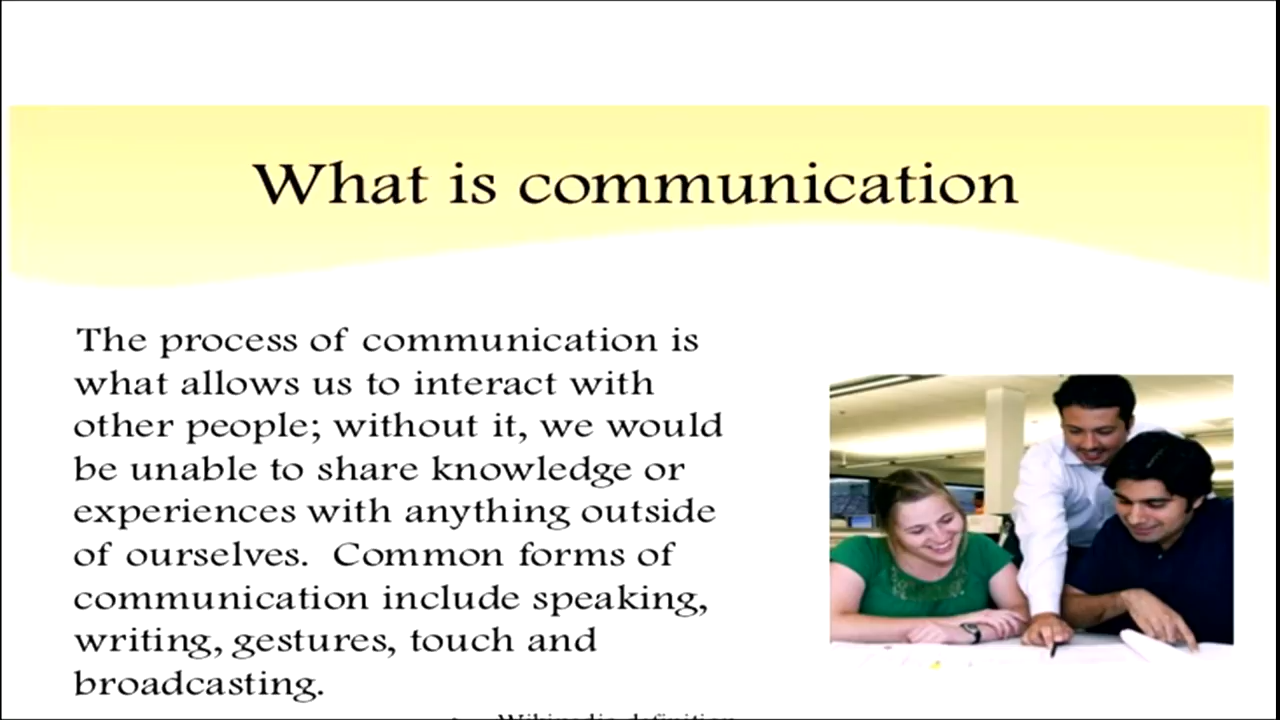 What is communication
The process of communication is
what allows us to interact with
other people; without it, we would
be unable to share knowledge or
experiences with anything outside
of ourselves.  Common forms of
communication include speaking,
writing, gestures, touch and
broadcasting.
Wikipedia definition